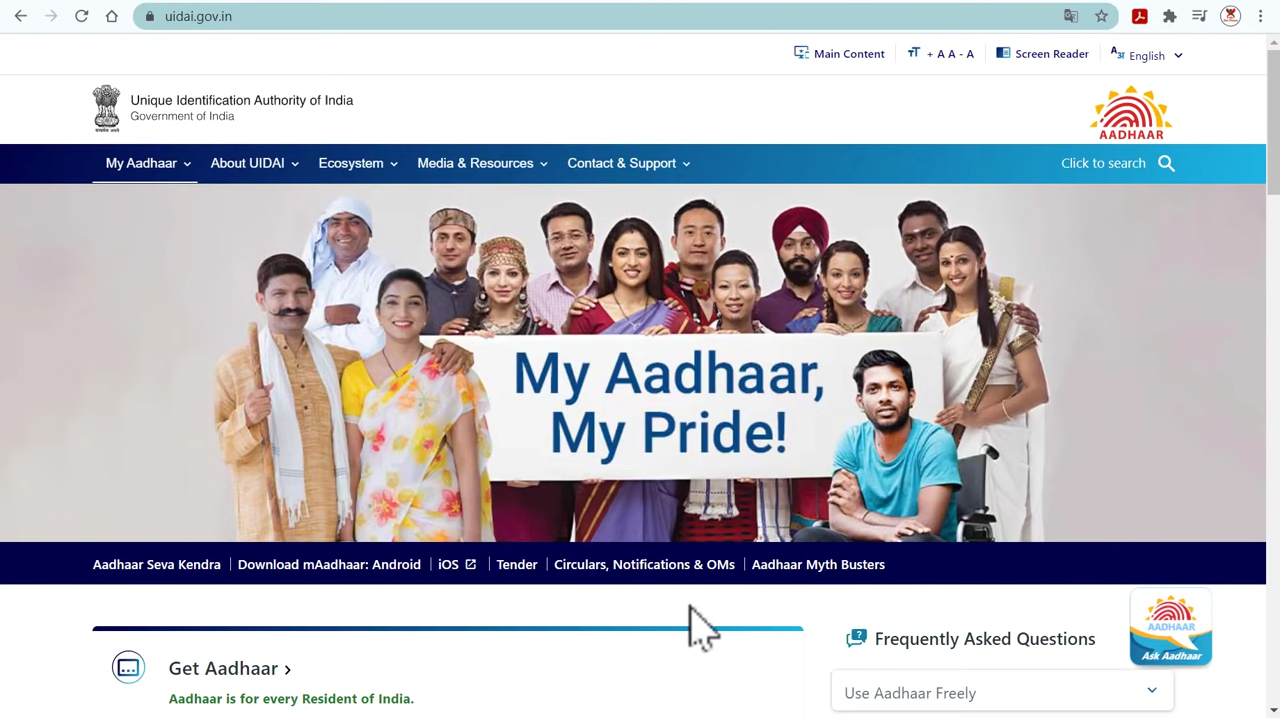 uidai.gov.in
Main Content
+ A A - A
Screen Reader
English
Unique Identification Authority of India
Government of India
AADHAAR
My Aadhaar
About UIDAI
Ecosystem
Media & Resources
Contact & Support
Click to search
My Aadhaar,
My Pride!
Aadhaar Seva Kendra
Download mAadhaar: Android
iOS
Tender
Circulars, Notifications & OMs
Aadhaar Myth Busters
Get Aadhaar
Aadhaar is for every Resident of India.
Frequently Asked Questions
AADHAAR
Ask Aadhaar
Use Aadhaar Freely